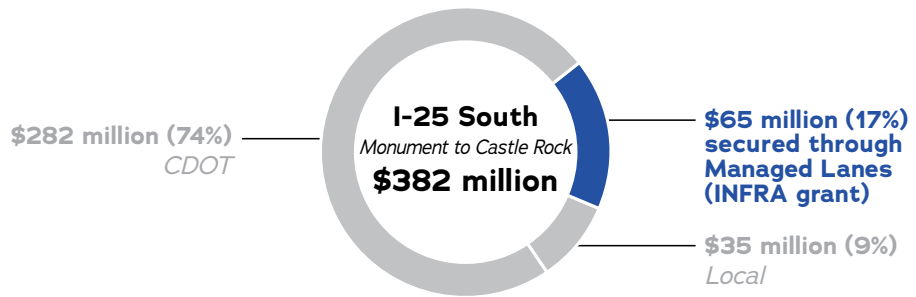 $282 million (74%)
CDOT
I-25 South
Monument to Castle Rock
$382 million
$65 million (17%)
secured through
Managed Lanes
(INFRA grant)
$35 million (9%)
Local